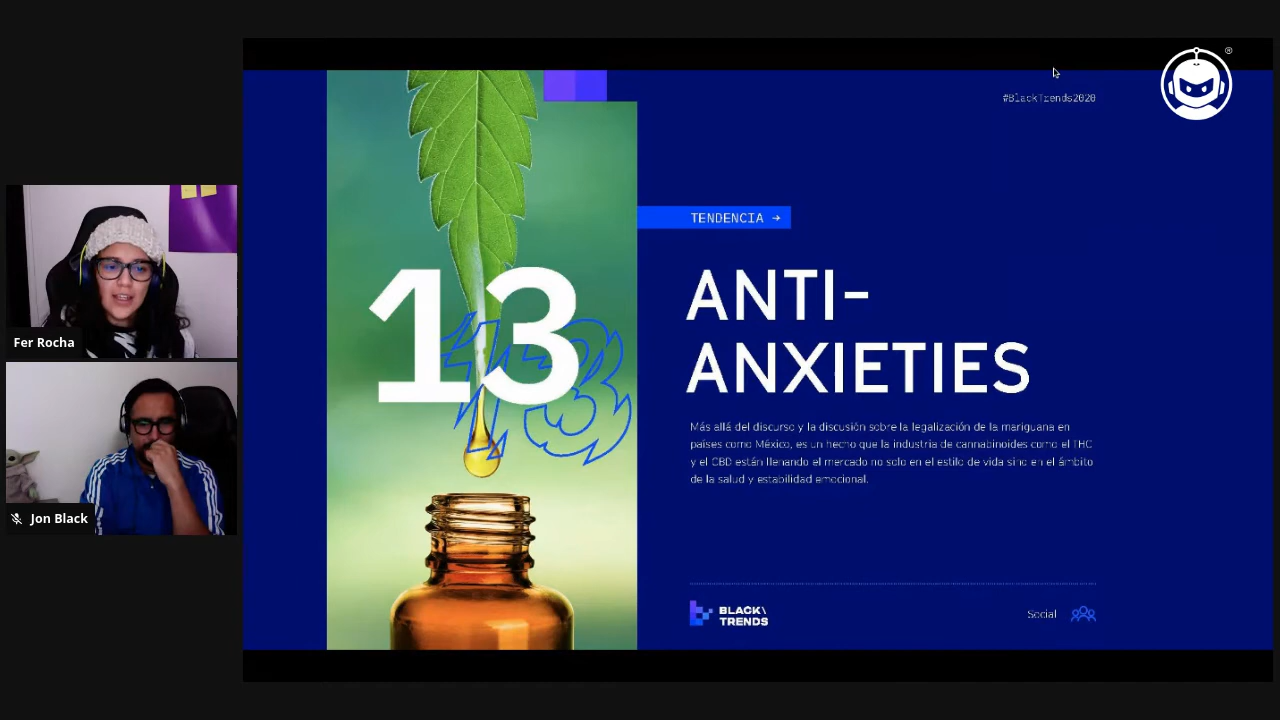 #BlackTrends2020
®
TENDENCIA →
13
ANTI-
ANXIETIES
Más allá del discurso y la discusión sobre la legalización de la mariguana en
países como México, es un hecho que la industria de cannabinoides como el THC
y el CBD están llenando el mercado no solo en el estilo de vida sino en el ámbito
de la salud y estabilidad emocional.
BLACK\
TRENDS
Social
Fer Rocha
Jon Black